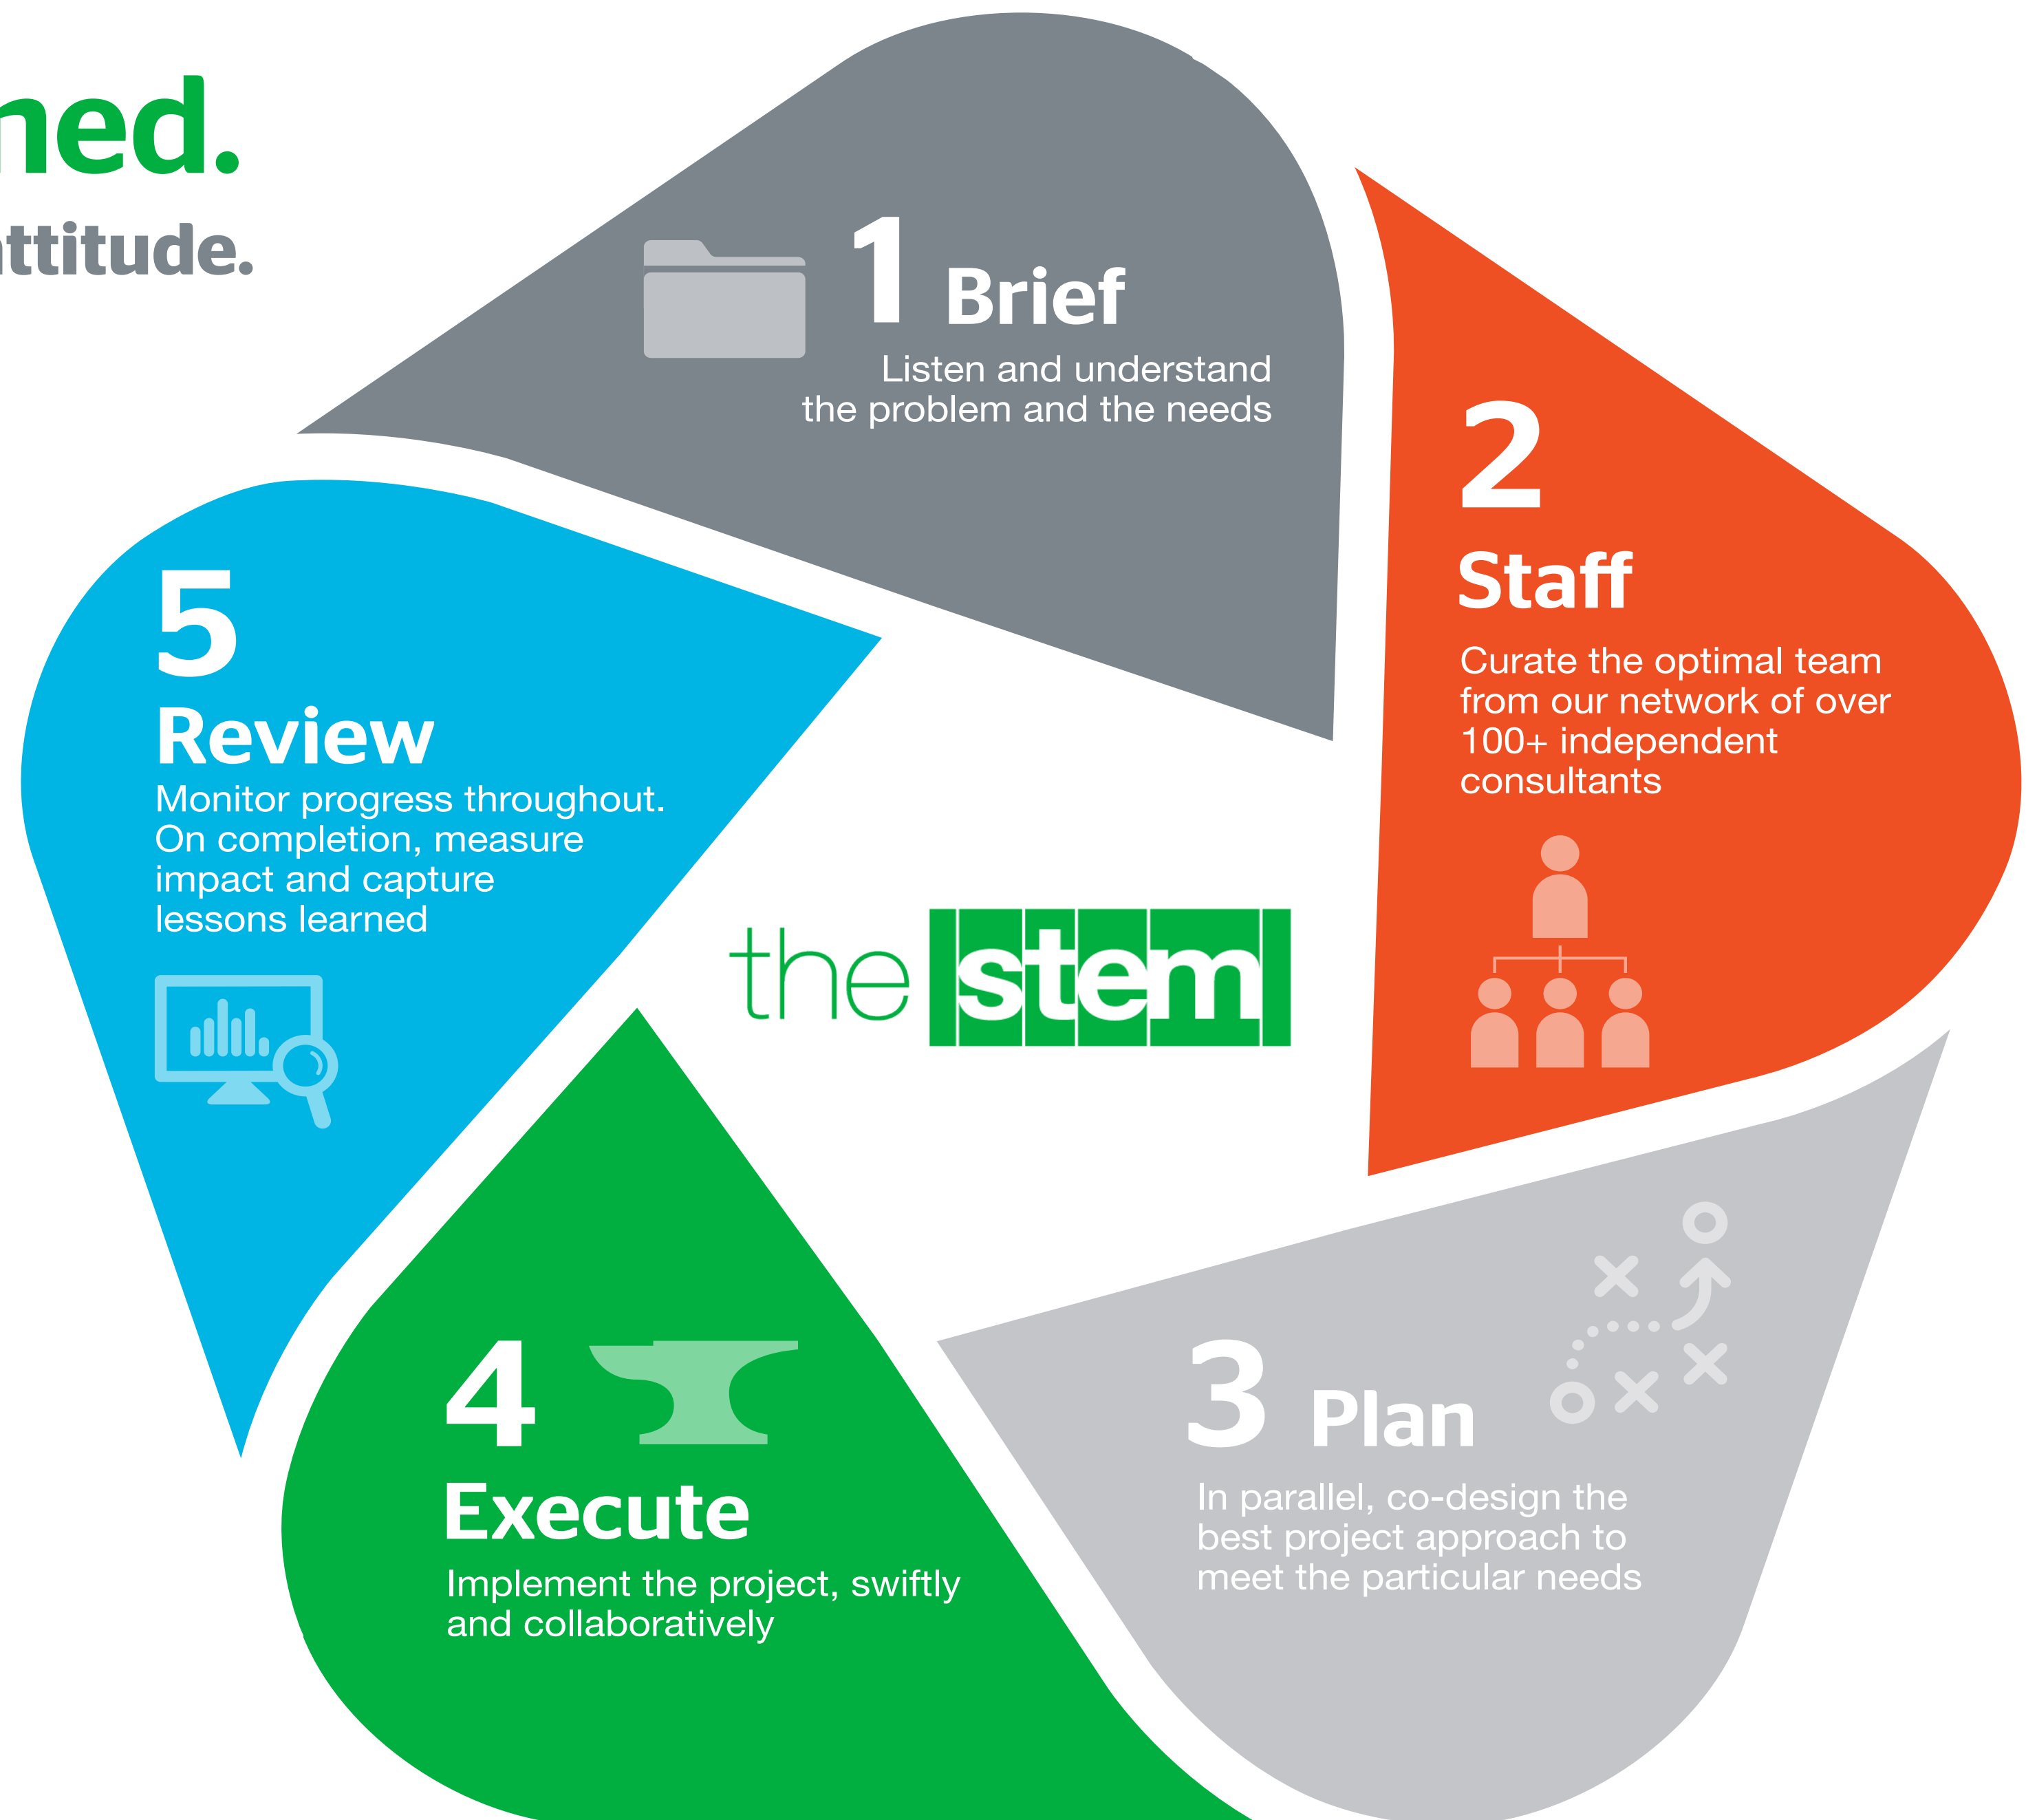 ned.
ttitude.
1 Brief
Listen and understand
the problem and the needs
2
Staff
Curate the optimal team
from our network of over
100+ independent
consultants
3 Plan
In parallel, co-design the
best project approach to
meet the particular needs
4
Execute
Implement the project, swiftly
and collaboratively
5
Review
Monitor progress throughout.
On completion, measure
impact and capture
lessons learned
the stem